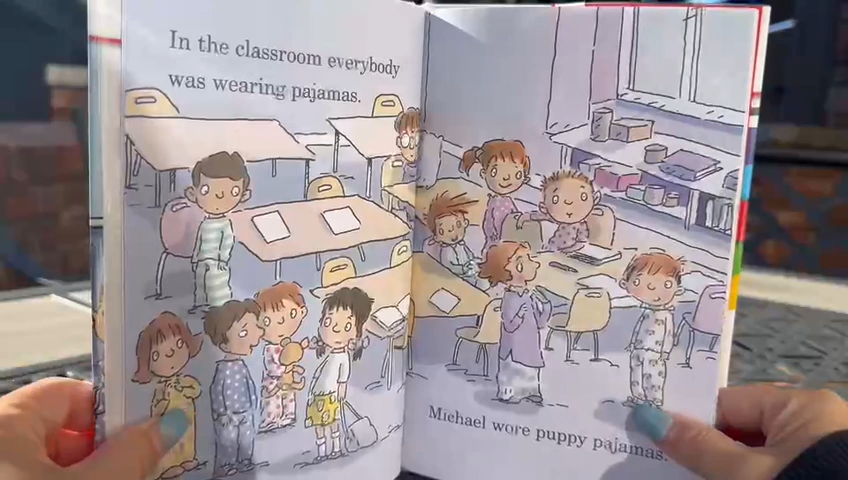 In the classroom everybody
was wearing pajamas.
Michael wore puppy pajamas.